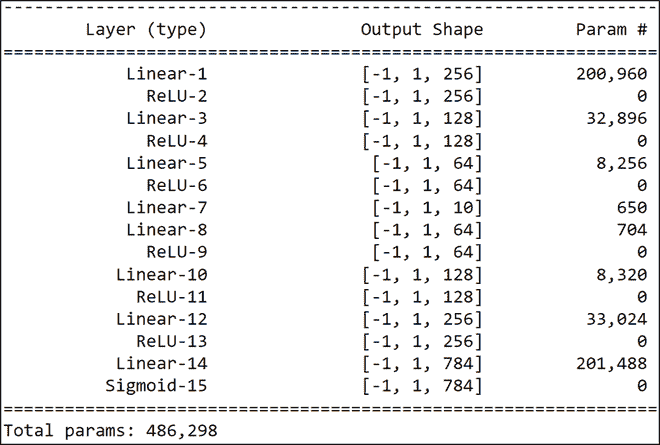 ----------------------------------------------------------------
Layer (type) Output Shape Param #
================================================================
Linear-1 [-1, 1, 256] 200,960
ReLU-2 [-1, 1, 256] 0
Linear-3 [-1, 1, 128] 32,896
ReLU-4 [-1, 1, 128] 0
Linear-5 [-1, 1, 64] 8,256
ReLU-6 [-1, 1, 64] 0
Linear-7 [-1, 1, 10] 650
Linear-8 [-1, 1, 64] 704
ReLU-9 [-1, 1, 64] 0
Linear-10 [-1, 1, 128] 8,320
ReLU-11 [-1, 1, 128] 0
Linear-12 [-1, 1, 256] 33,024
ReLU-13 [-1, 1, 256] 0
Linear-14 [-1, 1, 784] 201,488
Sigmoid-15 [-1, 1, 784] 0
================================================================
Total params: 486,298